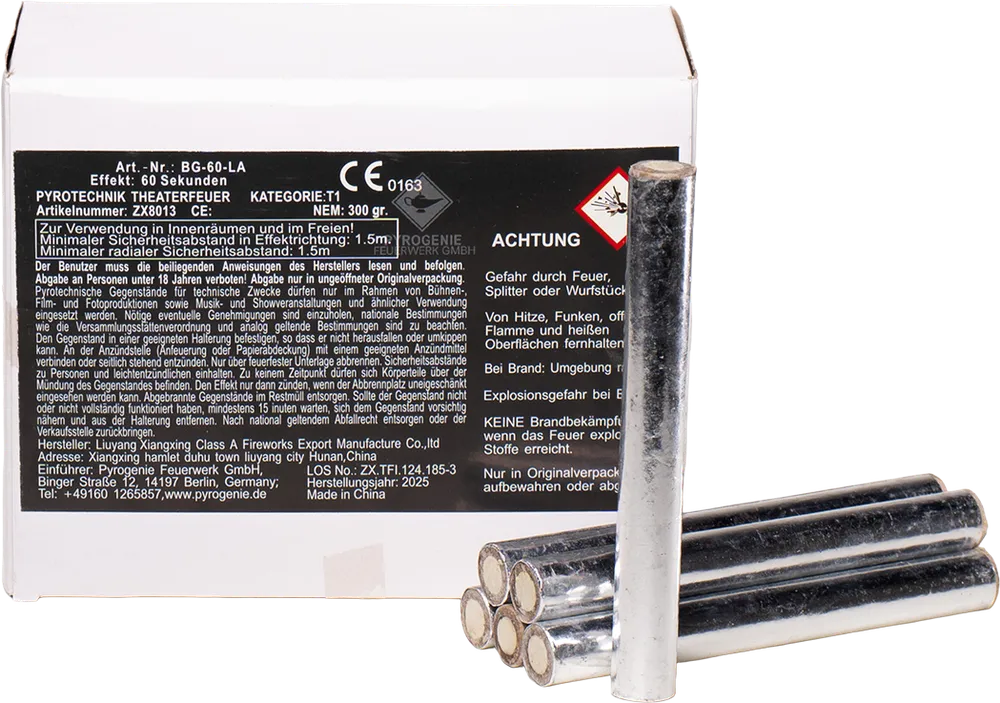 Art.-Nr.: BG-60-LA
Effekt: 60 Sekunden
CE 0163
PYROTECHNIK THEATERFEUER KATEGORIE:T1
Artikelnummer: ZX8013 CE: NEM: 300 gr.
Zur Verwendung in Innenräumen und im Freien!
Minimaler Sicherheitsabstand in Effektrichtung: 1.5m.
Minimaler radialer Sicherheitsabstand: 1.5m
PYROGENIE
FEUERWERK GMBH
Der Benutzer muss die beiliegenden Anweisungen des Herstellers lesen und befolgen.
Abgabe an Personen unter 18 Jahren verboten! Abgabe nur in ungeöffneter Originalverpackung.
Pyrotechnische Gegenstände für technische Zwecke dürfen nur im Rahmen von Bühnen-,
Film- und Fotoproduktionen sowie Musik- und Showveranstaltungen und ähnlicher Verwendung
eingesetzt werden. Nötige eventuelle Genehmigungen sind einzuholen, nationale Bestimmungen
wie die Versammlungsstättenverordnung und analog geltende Bestimmungen sind zu beachten.
Den Gegenstand in einer geeigneten Halterung befestigen, so dass er nicht herausfallen oder umkippen
kann. An der Anzündstelle (Anfeuerung oder Papierabdeckung) mit einem geeigneten Anzündmittel
verbinden oder seitlich stehend entzünden. Nur über feuerfester Unterlage abbrennen. Sicherheitsabstände
zu Personen und leichtentzündlichen einhalten. Zu keinem Zeitpunkt dürfen sich Körperteile über der
Mündung des Gegenstandes befinden. Den Effekt nur dann zünden, wenn der Abbrennplatz uneigeschänkt
eingesehen werden kann. Abgebrannte Gegenstände im Restmüll entsorgen. Sollte der Gegenstand nicht
oder nicht vollständig funktioniert haben, mindestens 15 inuten warten, sich dem Gegenstand vorsichtig
nähern und aus der Halterung entfernen. Nach national geltendem Abfallrecht entsorgen oder der
Verkaufsstelle zurückbringen.
Hersteller: Liuyang Xiangxing Class A Fireworks Export Manufacture Co.,ltd
Adresse: Xiangxing hamlet duhu town liuyang city Hunan,China
Einführer: Pyrogenie Feuerwerk GmbH, LOS No.: ZX.TFI.124.185-3
Binger Straße 12, 14197 Berlin, Germany; Herstellungsjahr: 2025
Tel: +49160 1265857,www.pyrogenie.de Made in China
ACHTUNG
Gefahr durch Feuer,
Splitter oder Wurfstück
Von Hitze, Funken, off
Flamme und heißen
Oberflächen fernhalten
Bei Brand: Umgebung
Explosionsgefahr bei
KEINE Brandbekämpf
wenn das Feuer explo
Stoffe erreicht.
Nur in Originalverpack
aufbewahren oder abg